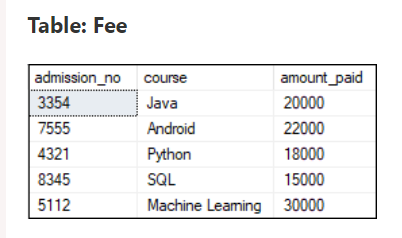 Table: Fee
admission_no course amount_paid
3354 Java 20000
7555 Android 22000
4321 Python 18000
8345 SQL 15000
5112 Machine Learning 30000